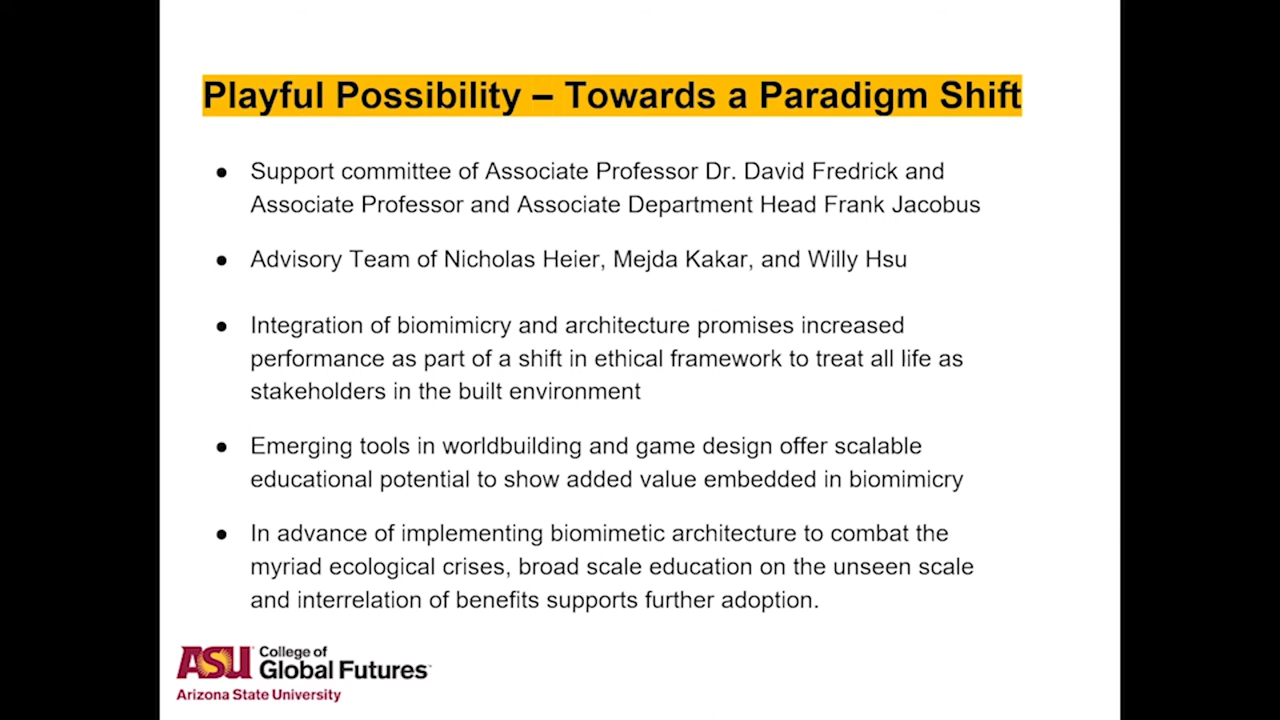 Playful Possibility – Towards a Paradigm Shift
● Support committee of Associate Professor Dr. David Fredrick and
Associate Professor and Associate Department Head Frank Jacobus
● Advisory Team of Nicholas Heier, Mejda Kakar, and Willy Hsu
● Integration of biomimicry and architecture promises increased
performance as part of a shift in ethical framework to treat all life as
stakeholders in the built environment
● Emerging tools in worldbuilding and game design offer scalable
educational potential to show added value embedded in biomimicry
● In advance of implementing biomimetic architecture to combat the
myriad ecological crises, broad scale education on the unseen scale
and interrelation of benefits supports further adoption.
ASU College of
Global Futures
Arizona State University